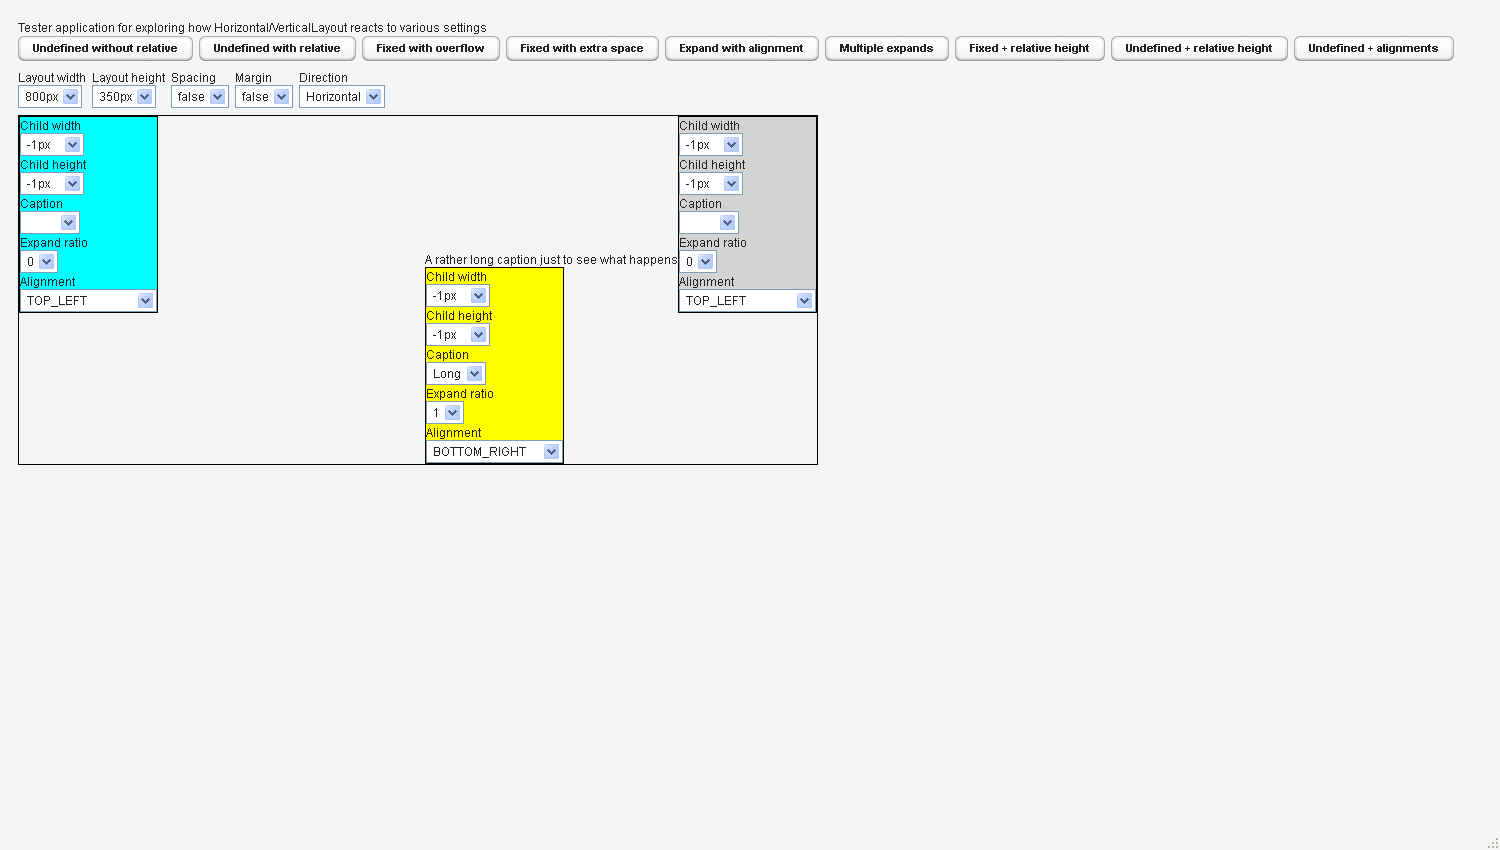 Tester application for exploring how Horizontal/VerticalLayout reacts to various settings
Undefined without relative Undefined with relative Fixed with overflow Fixed with extra space Expand with alignment Multiple expands Fixed + relative height Undefined + relative height Undefined + alignments
Layout width Layout height Spacing Margin Direction
800px 350px false false Horizontal
Child width
-1px
Child height
-1px
Caption
Expand ratio
0
Alignment
TOP_LEFT
A rather long caption just to see what happens
Child width
-1px
Child height
-1px
Caption
Long
Expand ratio
1
Alignment
BOTTOM_RIGHT
Child width
-1px
Child height
-1px
Caption
Expand ratio
0
Alignment
TOP_LEFT